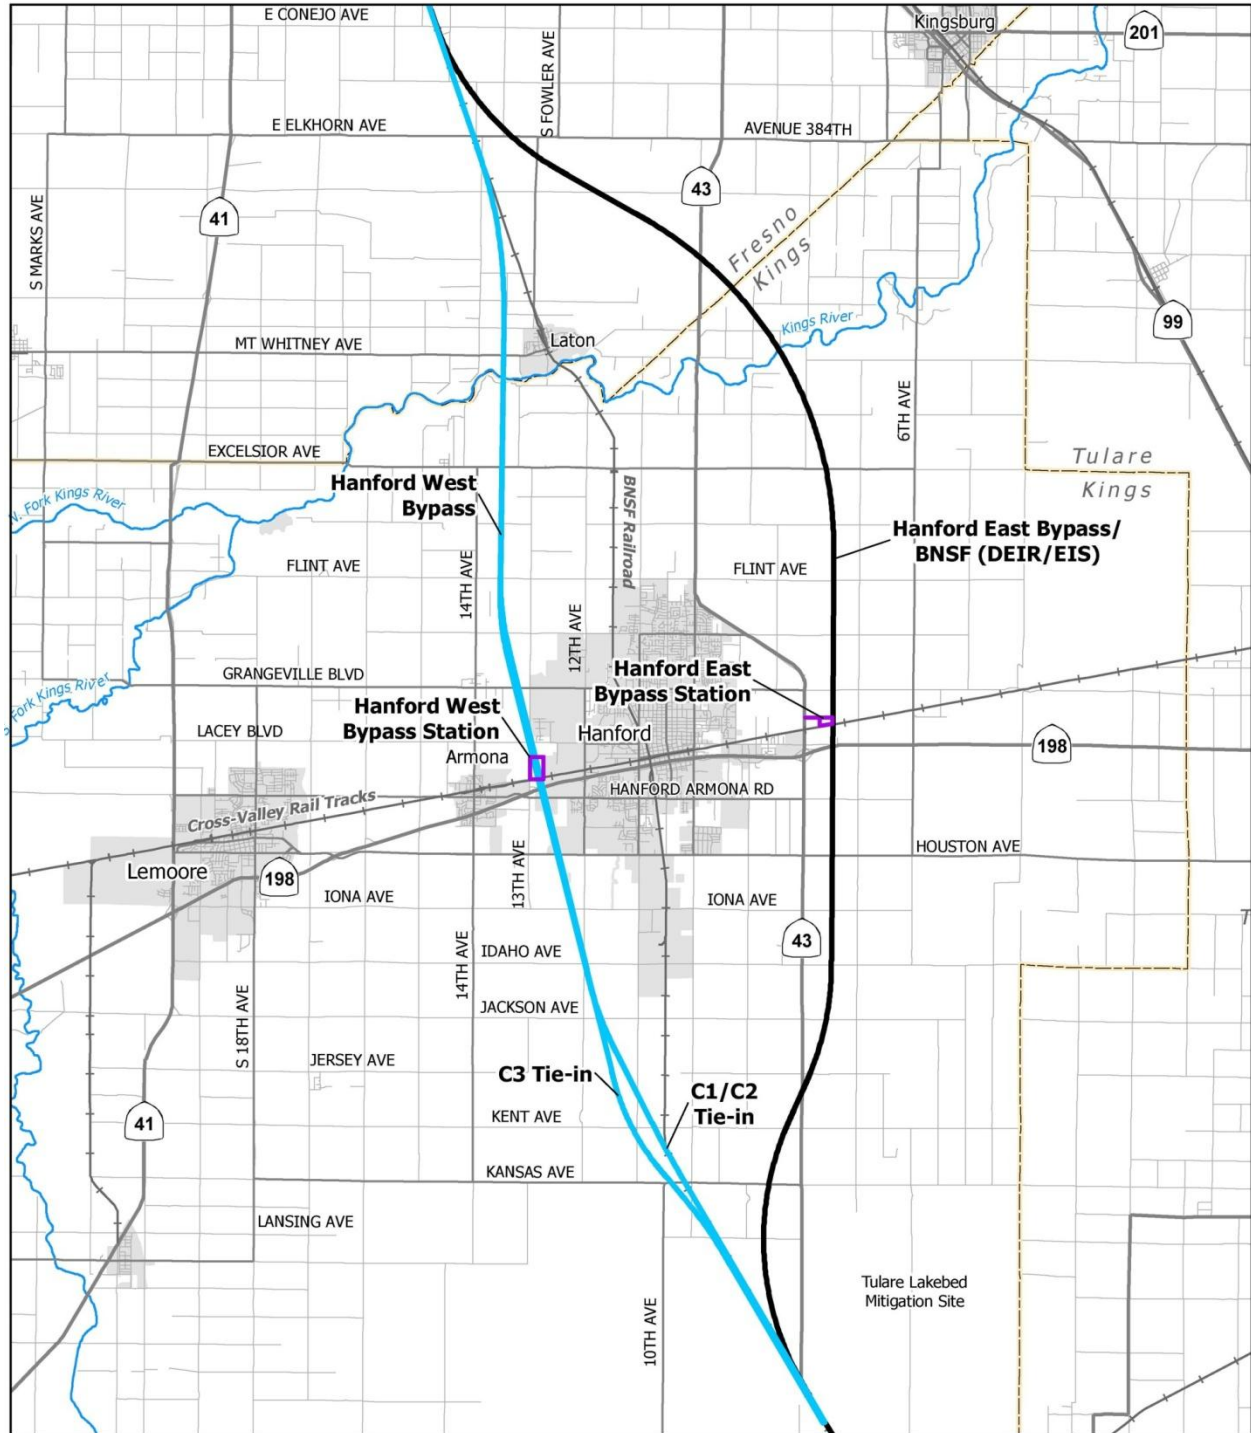 E CONEJO AVE
Kingsburg
201
S FOWLER AVE
E ELKHORN AVE
AVENUE 384TH
43
41
S MARKS AVE
Fresno
Kings
99
Kings River
MT WHITNEY AVE
Laton
6TH AVE
EXCELSIOR AVE
Tulare
Kings
Hanford West
Bypass
N. Fork Kings River
BNSF Railroad
Hanford East Bypass/
BNSF (DEIR/EIS)
FLINT AVE
FLINT AVE
14TH AVE
12TH AVE
GRANGEVILLE BLVD
Hanford East
Bypass Station
Fork Kings River
Hanford West
Bypass Station
LACEY BLVD
Hanford
Armona
198
HANFORD ARMONA RD
Cross-Valley Rail Tracks
HOUSTON AVE
Lemoore
198
13TH AVE
IONA AVE
IONA AVE
T
43
IDAHO AVE
14TH AVE
JACKSON AVE
S 18TH AVE
JERSEY AVE
C3 Tie-in
C1/C2
Tie-in
KENT AVE
41
KANSAS AVE
LANSING AVE
Tulare Lakebed
Mitigation Site
10TH AVE